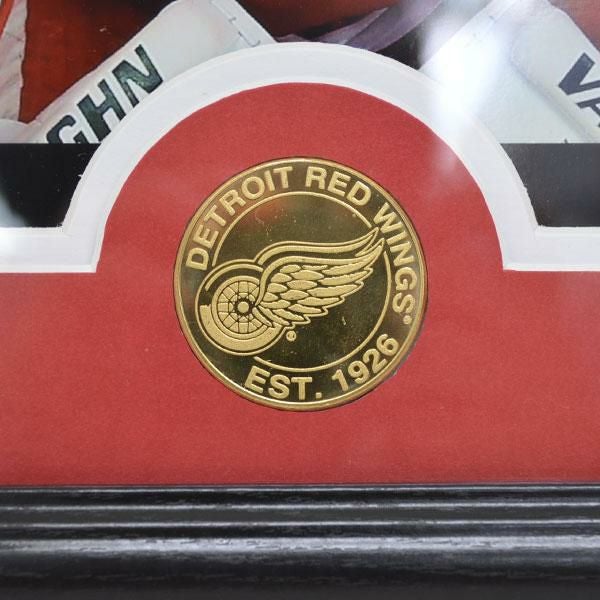 GHN
VA
DETROIT RED WINGS®
EST. 1926
®